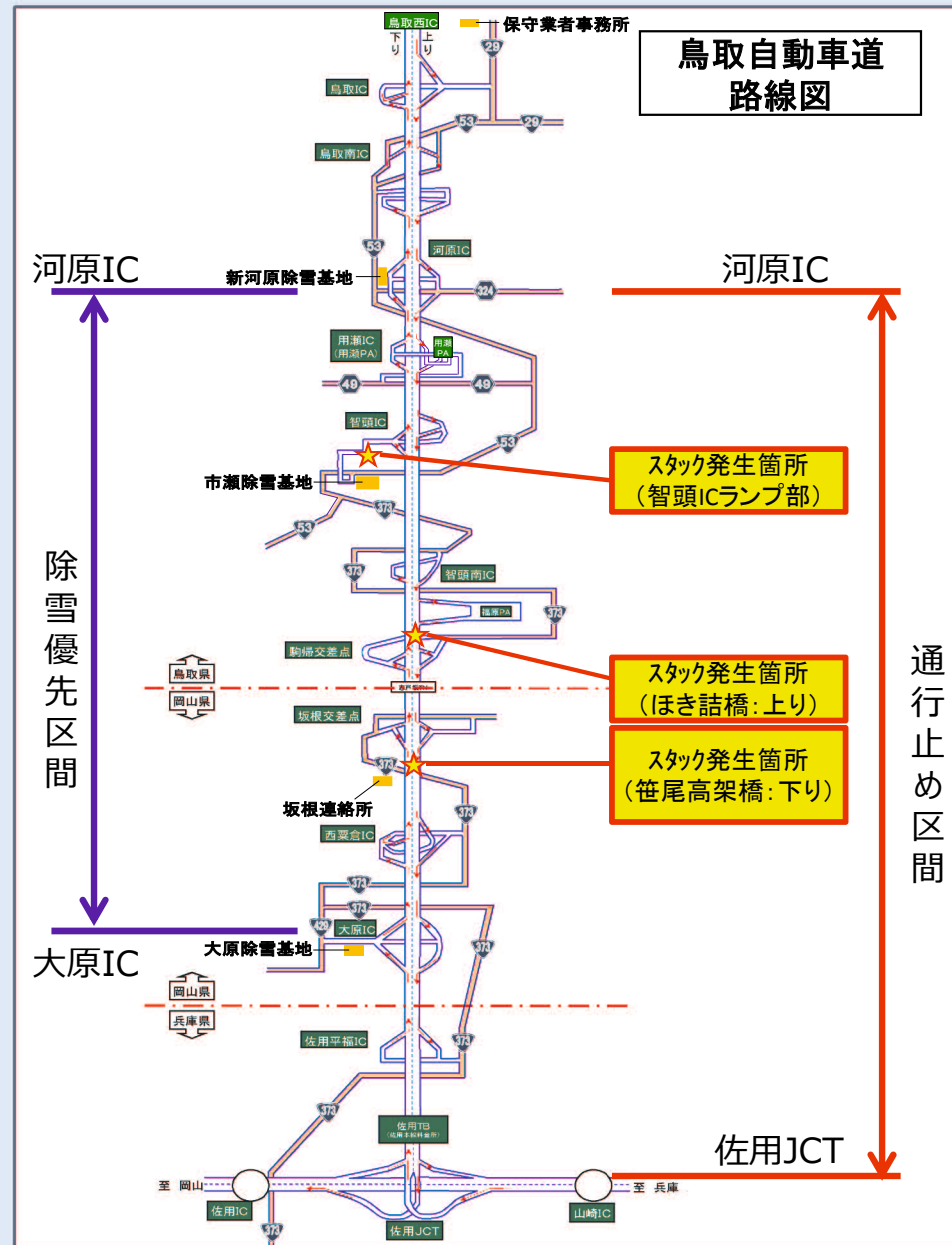 鳥取自動車道
路線図
鳥取西IC
保守業者事務所
下り
上り
29
鳥取IC
53
29
鳥取南IC
53
河原IC
河原IC
河原IC
新河原除雪基地
324
用瀬IC
(用瀬PA)
用瀬
PA
49
49
智頭IC
53
スタック発生箇所
（智頭ICランプ部）
市瀬除雪基地
373
53
除雪優先区間
通行止め区間
373
智頭南IC
福原PA
373
駒帰交差点
スタック発生箇所
（ほき詰橋：上り）
鳥取県
岡山県
坂根交差点
スタック発生箇所
（笹尾高架橋：下り）
373
坂根連絡所
373
西粟倉IC
373
373
429
大原IC
大原IC
大原除雪基地
373
岡山県
兵庫県
佐用平福IC
373
373
佐用TB
(佐用本線料金所)
佐用JCT
至 岡山
至 兵庫
佐用IC
山崎IC
佐用JCT
373